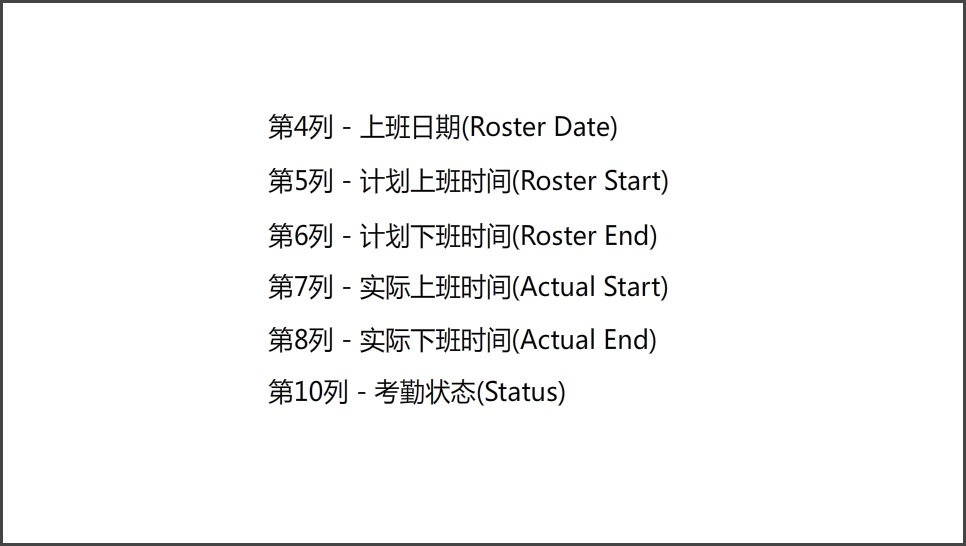 第4列 - 上班日期(Roster Date)
第5列 - 计划上班时间(Roster Start)
第6列 - 计划下班时间(Roster End)
第7列 - 实际上班时间(Actual Start)
第8列 - 实际下班时间(Actual End)
第10列 - 考勤状态(Status)